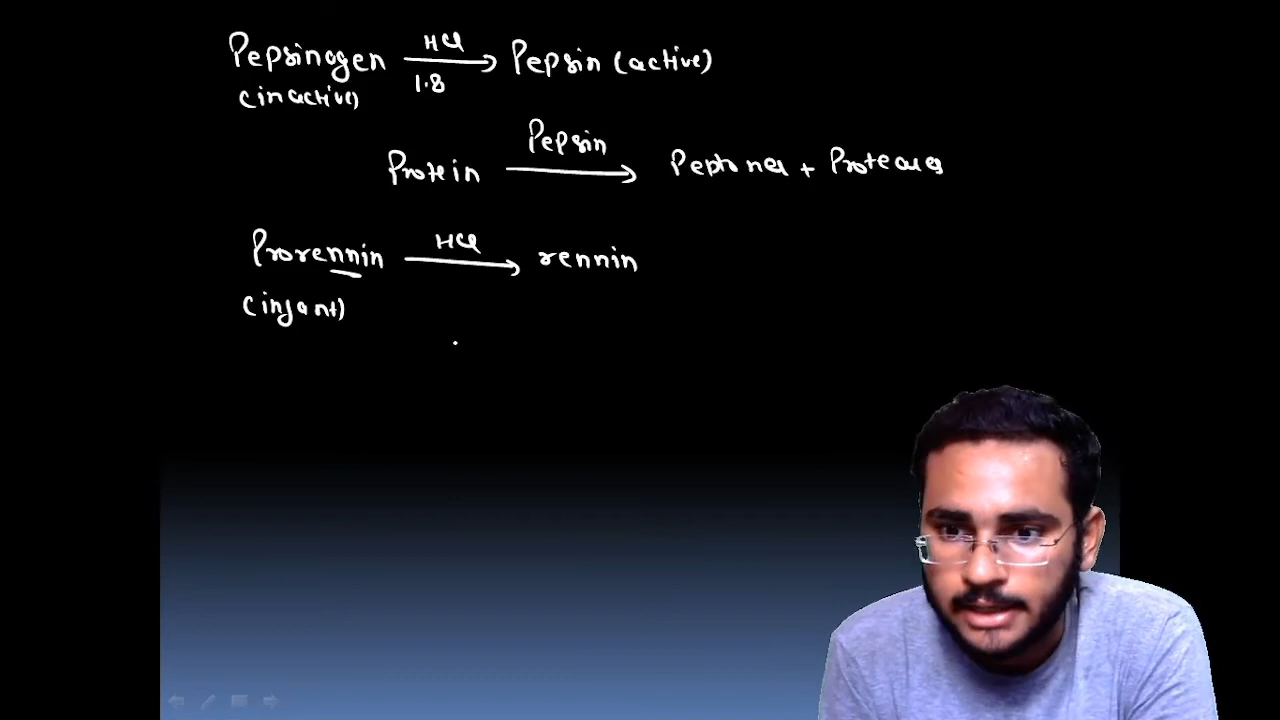 Pepsinogen HCl → Pepsin (active)
(inactive) 1.8
Protein Pepsin → Peptones + Proteoses
Prorennin HCl → rennin
(infant)